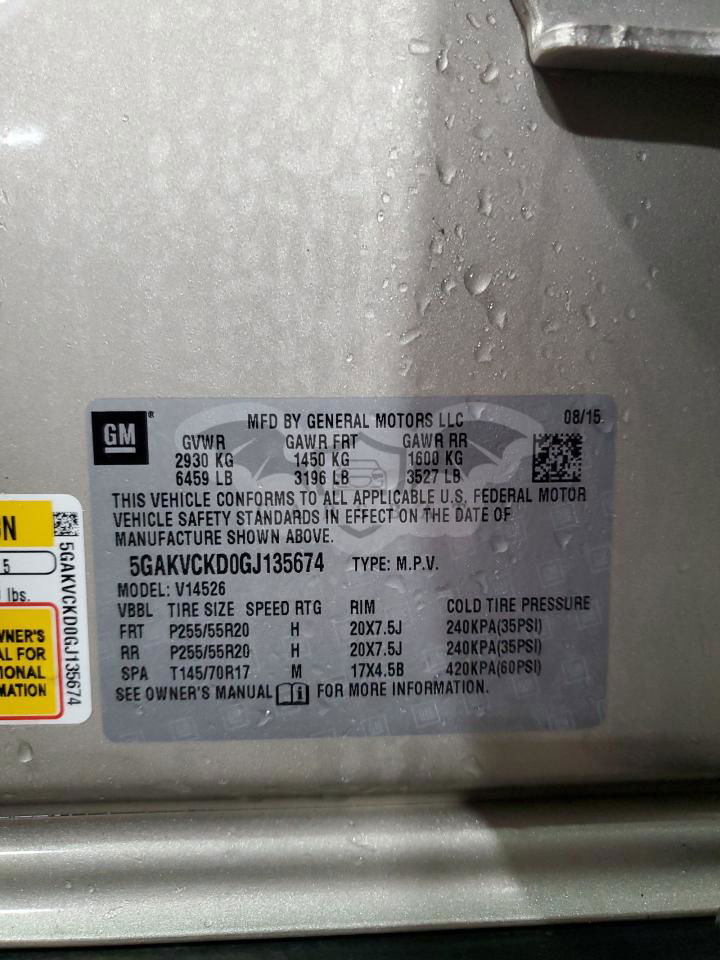 GM ®
MFD BY GENERAL MOTORS LLC 08/15
GVWR GAWR FRT GAWR RR
2930 KG 1450 KG 1600 KG
6459 LB 3196 LB 3527 LB
THIS VEHICLE CONFORMS TO ALL APPLICABLE U.S. FEDERAL MOTOR
VEHICLE SAFETY STANDARDS IN EFFECT ON THE DATE OF
MANUFACTURE SHOWN ABOVE.
5GAKVCKD0GJ135674 TYPE: M.P.V.
MODEL: V14526
VBBL TIRE SIZE SPEED RTG RIM COLD TIRE PRESSURE
FRT P255/55R20 H 20X7.5J 240KPA(35PSI)
RR P255/55R20 H 20X7.5J 240KPA(35PSI)
SPA T145/70R17 M 17X4.5B 420KPA(60PSI)
SEE OWNER'S MANUAL i FOR MORE INFORMATION.
5
lbs.
5GAKVCKD0GJ135674